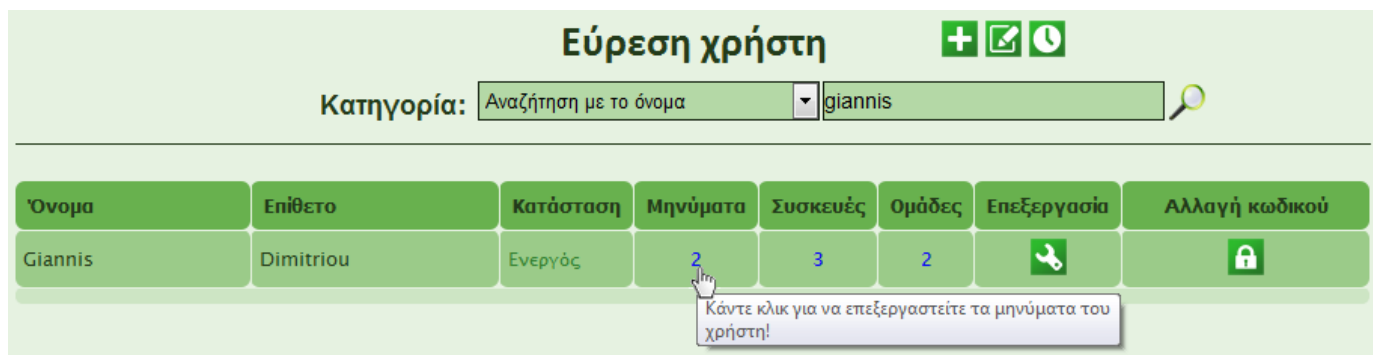 Εύρεση χρήστη
Κατηγορία: Αναζήτηση με το όνομα giannis
Όνομα Επίθετο Κατάσταση Μηνύματα Συσκευές Ομάδες Επεξεργασία Αλλαγή κωδικού
Giannis Dimitriou Ενεργός 2 3 2
Κάντε κλικ για να επεξεργαστείτε τα μηνύματα του
χρήστη!